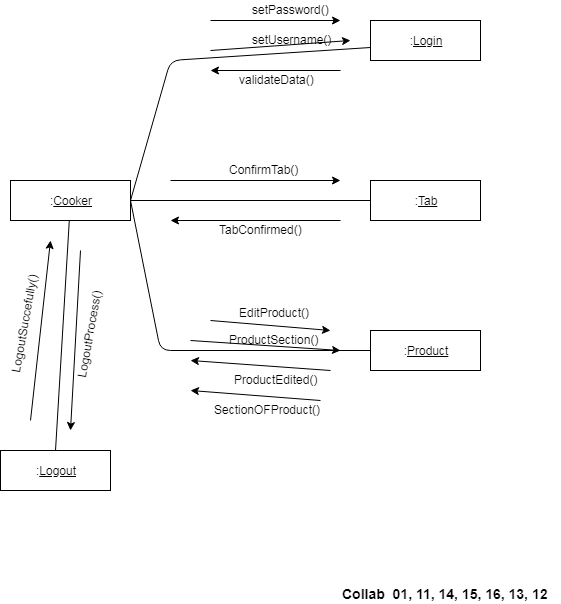 setPassword()
setUsername()
:Login
validateData()
ConfirmTab()
:Cooker
:Tab
TabConfirmed()
LogoutSuccefully()
LogoutProcess()
EditProduct()
ProductSection()
:Product
ProductEdited()
SectionOFProduct()
:Logout
Collab 01, 11, 14, 15, 16, 13, 12